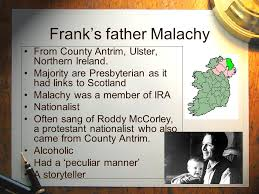 Frank's father Malachy
• From County Antrim, Ulster,
Northern Ireland.
• Majority are Presbyterian as it
had links to Scotland
• Malachy was a member of IRA
• Nationalist
• Often sang of Roddy McCorley,
a protestant nationalist who also
came from County Antrim.
• Alcoholic
• Had a 'peculiar manner'
• A storyteller